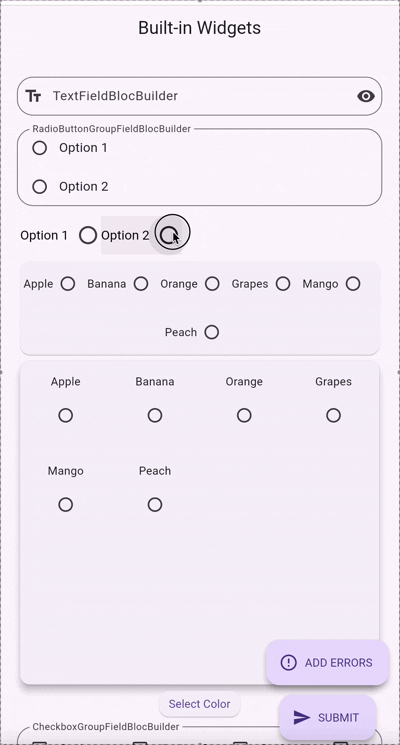 Built-in Widgets
TextFieldBlocBuilder
RadioButtonGroupFieldBlocBuilder
Option 1
Option 2
Option 1 Option 2
Apple Banana Orange Grapes Mango
Peach
Apple Banana Orange Grapes
Mango Peach
ADD ERRORS
Select Color
SUBMIT
CheckboxGroupFieldBlocBuilder